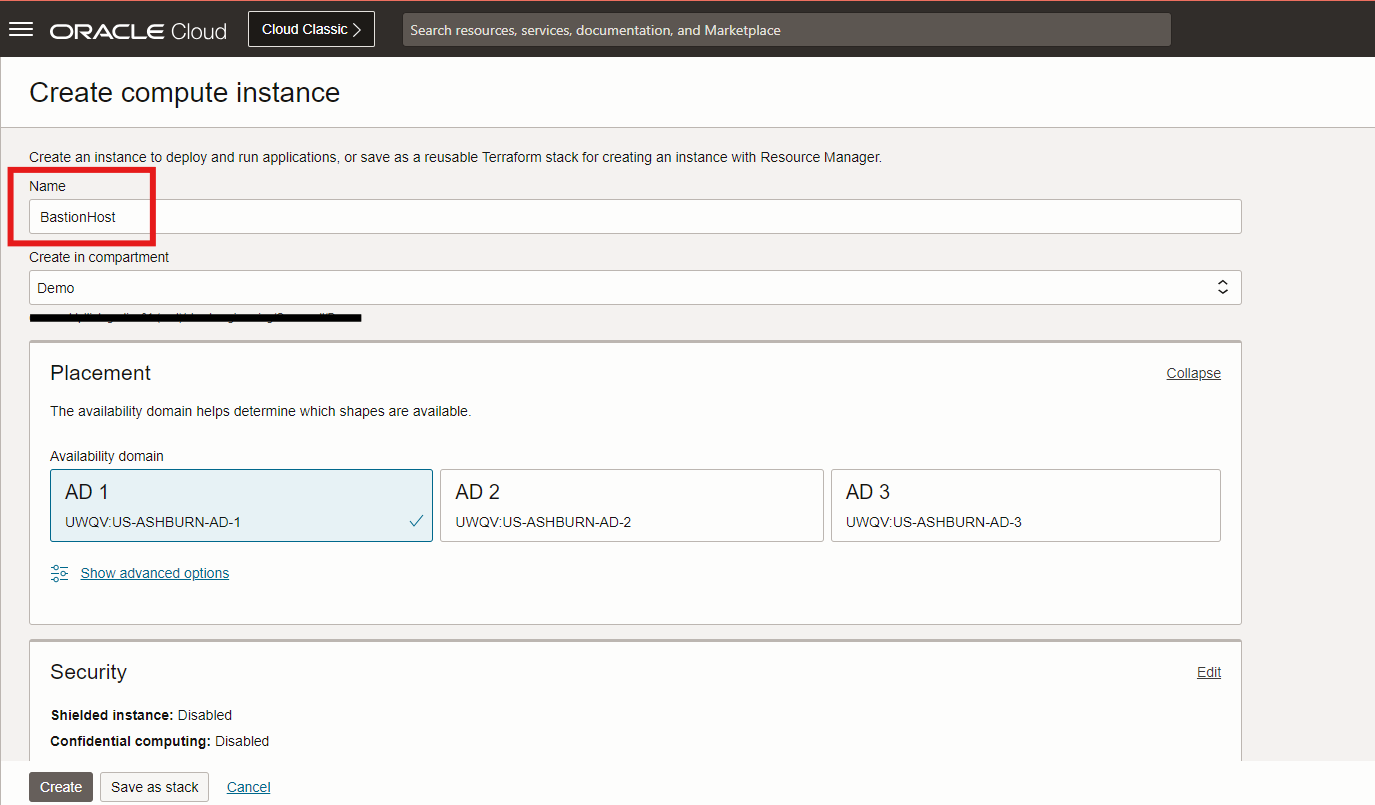 ORACLE Cloud
Cloud Classic
Search resources, services, documentation, and Marketplace
Create compute instance
Create an instance to deploy and run applications, or save as a reusable Terraform stack for creating an instance with Resource Manager.
Name
BastionHost
Create in compartment
Demo
Placement
Collapse
The availability domain helps determine which shapes are available.
Availability domain
AD 1
UWQV:US-ASHBURN-AD-1
AD 2
UWQV:US-ASHBURN-AD-2
AD 3
UWQV:US-ASHBURN-AD-3
Show advanced options
Security
Edit
Shielded instance: Disabled
Confidential computing: Disabled
Create
Save as stack
Cancel